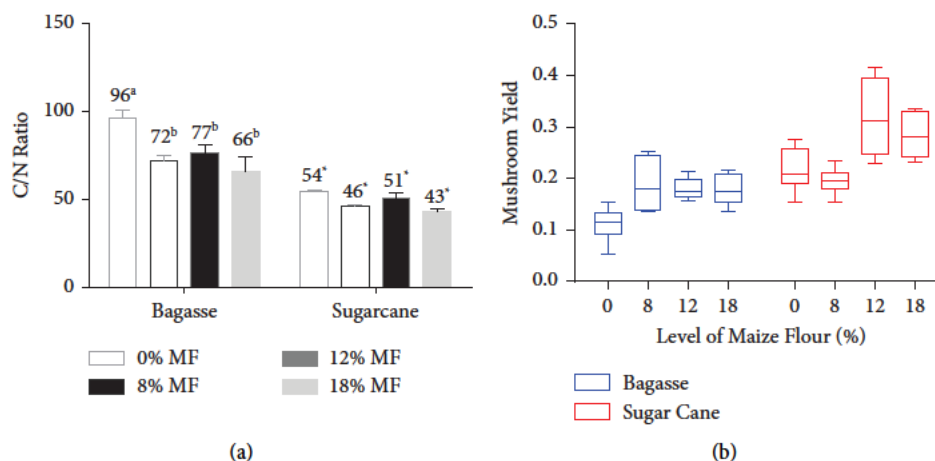 150
100
50
0
C/N Ratio
96ᵃ
72ᵇ
77ᵇ
66ᵇ
54*
46*
51*
43*
Bagasse
Sugarcane
0% MF
12% MF
8% MF
18% MF
(a)
0.5
0.4
0.3
0.2
0.1
0.0
Mushroom Yield
0 8 12 18 0 8 12 18
Level of Maize Flour (%)
Bagasse
Sugar Cane
(b)